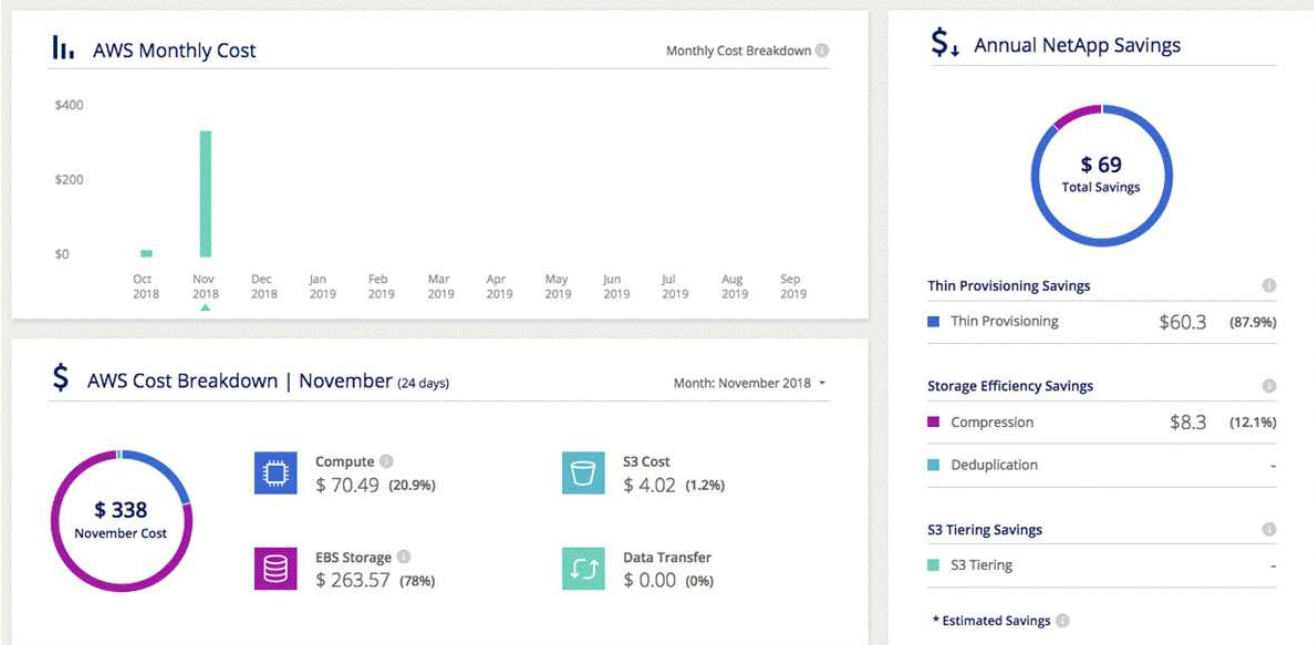 AWS Monthly Cost
Monthly Cost Breakdown
$400
$200
$0
Oct 2018
Nov 2018
Dec 2018
Jan 2019
Feb 2019
Mar 2019
Apr 2019
May 2019
Jun 2019
Jul 2019
Aug 2019
Sep 2019
AWS Cost Breakdown | November (24 days)
Month: November 2018
$ 338
November Cost
Compute
$ 70.49 (20.9%)
S3 Cost
$ 4.02 (1.2%)
EBS Storage
$ 263.57 (78%)
Data Transfer
$ 0.00 (0%)
Annual NetApp Savings
$ 69
Total Savings
Thin Provisioning Savings
Thin Provisioning $60.3 (87.9%)
Storage Efficiency Savings
Compression $8.3 (12.1%)
Deduplication -
S3 Tiering Savings
S3 Tiering -
* Estimated Savings